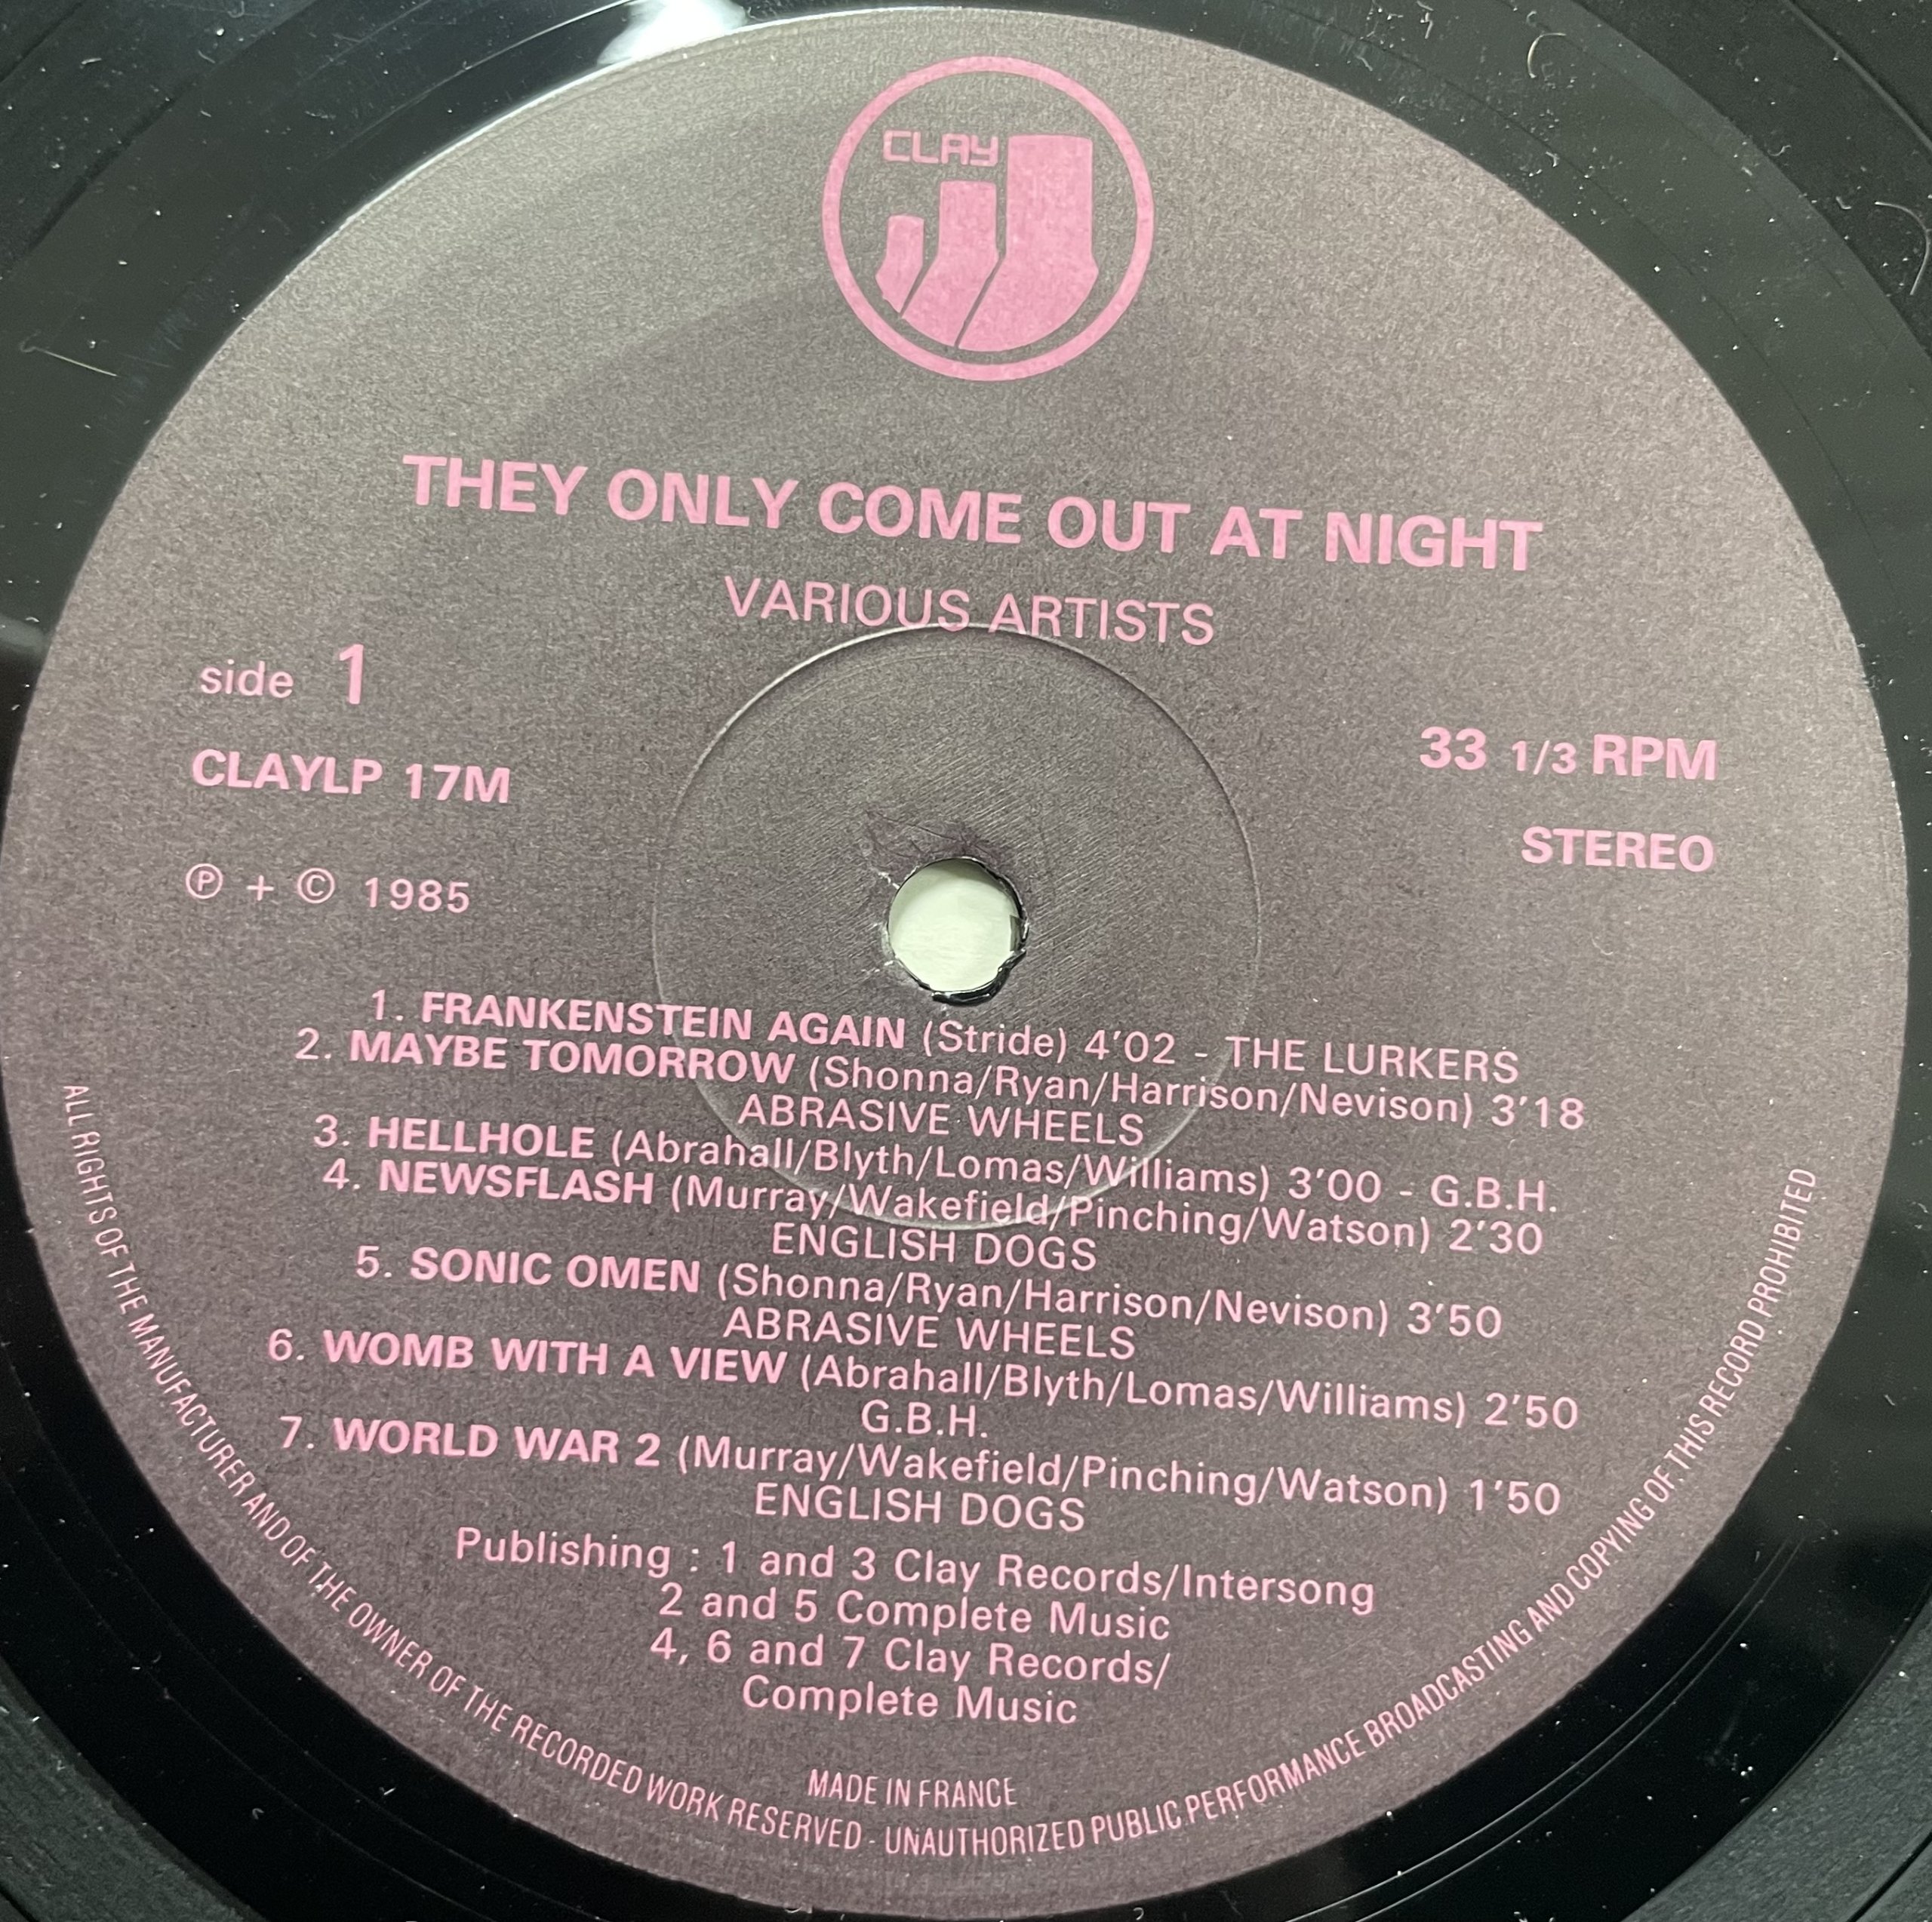 CLAY
THEY ONLY COME OUT AT NIGHT
VARIOUS ARTISTS
side 1
CLAYLP 17M
℗ + © 1985
33 1/3 RPM
STEREO
1. FRANKENSTEIN AGAIN (Stride) 4'02 - THE LURKERS
2. MAYBE TOMORROW (Shonna/Ryan/Harrison/Nevison) 3'18
ABRASIVE WHEELS
3. HELLHOLE (Abrahall/Blyth/Lomas/Williams) 3'00 - G.B.H.
4. NEWSFLASH (Murray/Wakefield/Pinching/Watson) 2'30
ENGLISH DOGS
5. SONIC OMEN (Shonna/Ryan/Harrison/Nevison) 3'50
ABRASIVE WHEELS
6. WOMB WITH A VIEW (Abrahall/Blyth/Lomas/Williams) 2'50
G.B.H.
7. WORLD WAR 2 (Murray/Wakefield/Pinching/Watson) 1'50
ENGLISH DOGS
Publishing : 1 and 3 Clay Records/Intersong
2 and 5 Complete Music
4, 6 and 7 Clay Records/
Complete Music
MADE IN FRANCE
ALL RIGHTS OF THE MANUFACTURER AND OF THE OWNER OF THE RECORDED WORK RESERVED - UNAUTHORIZED PUBLIC PERFORMANCE BROADCASTING AND COPYING OF THIS RECORD PROHIBITED